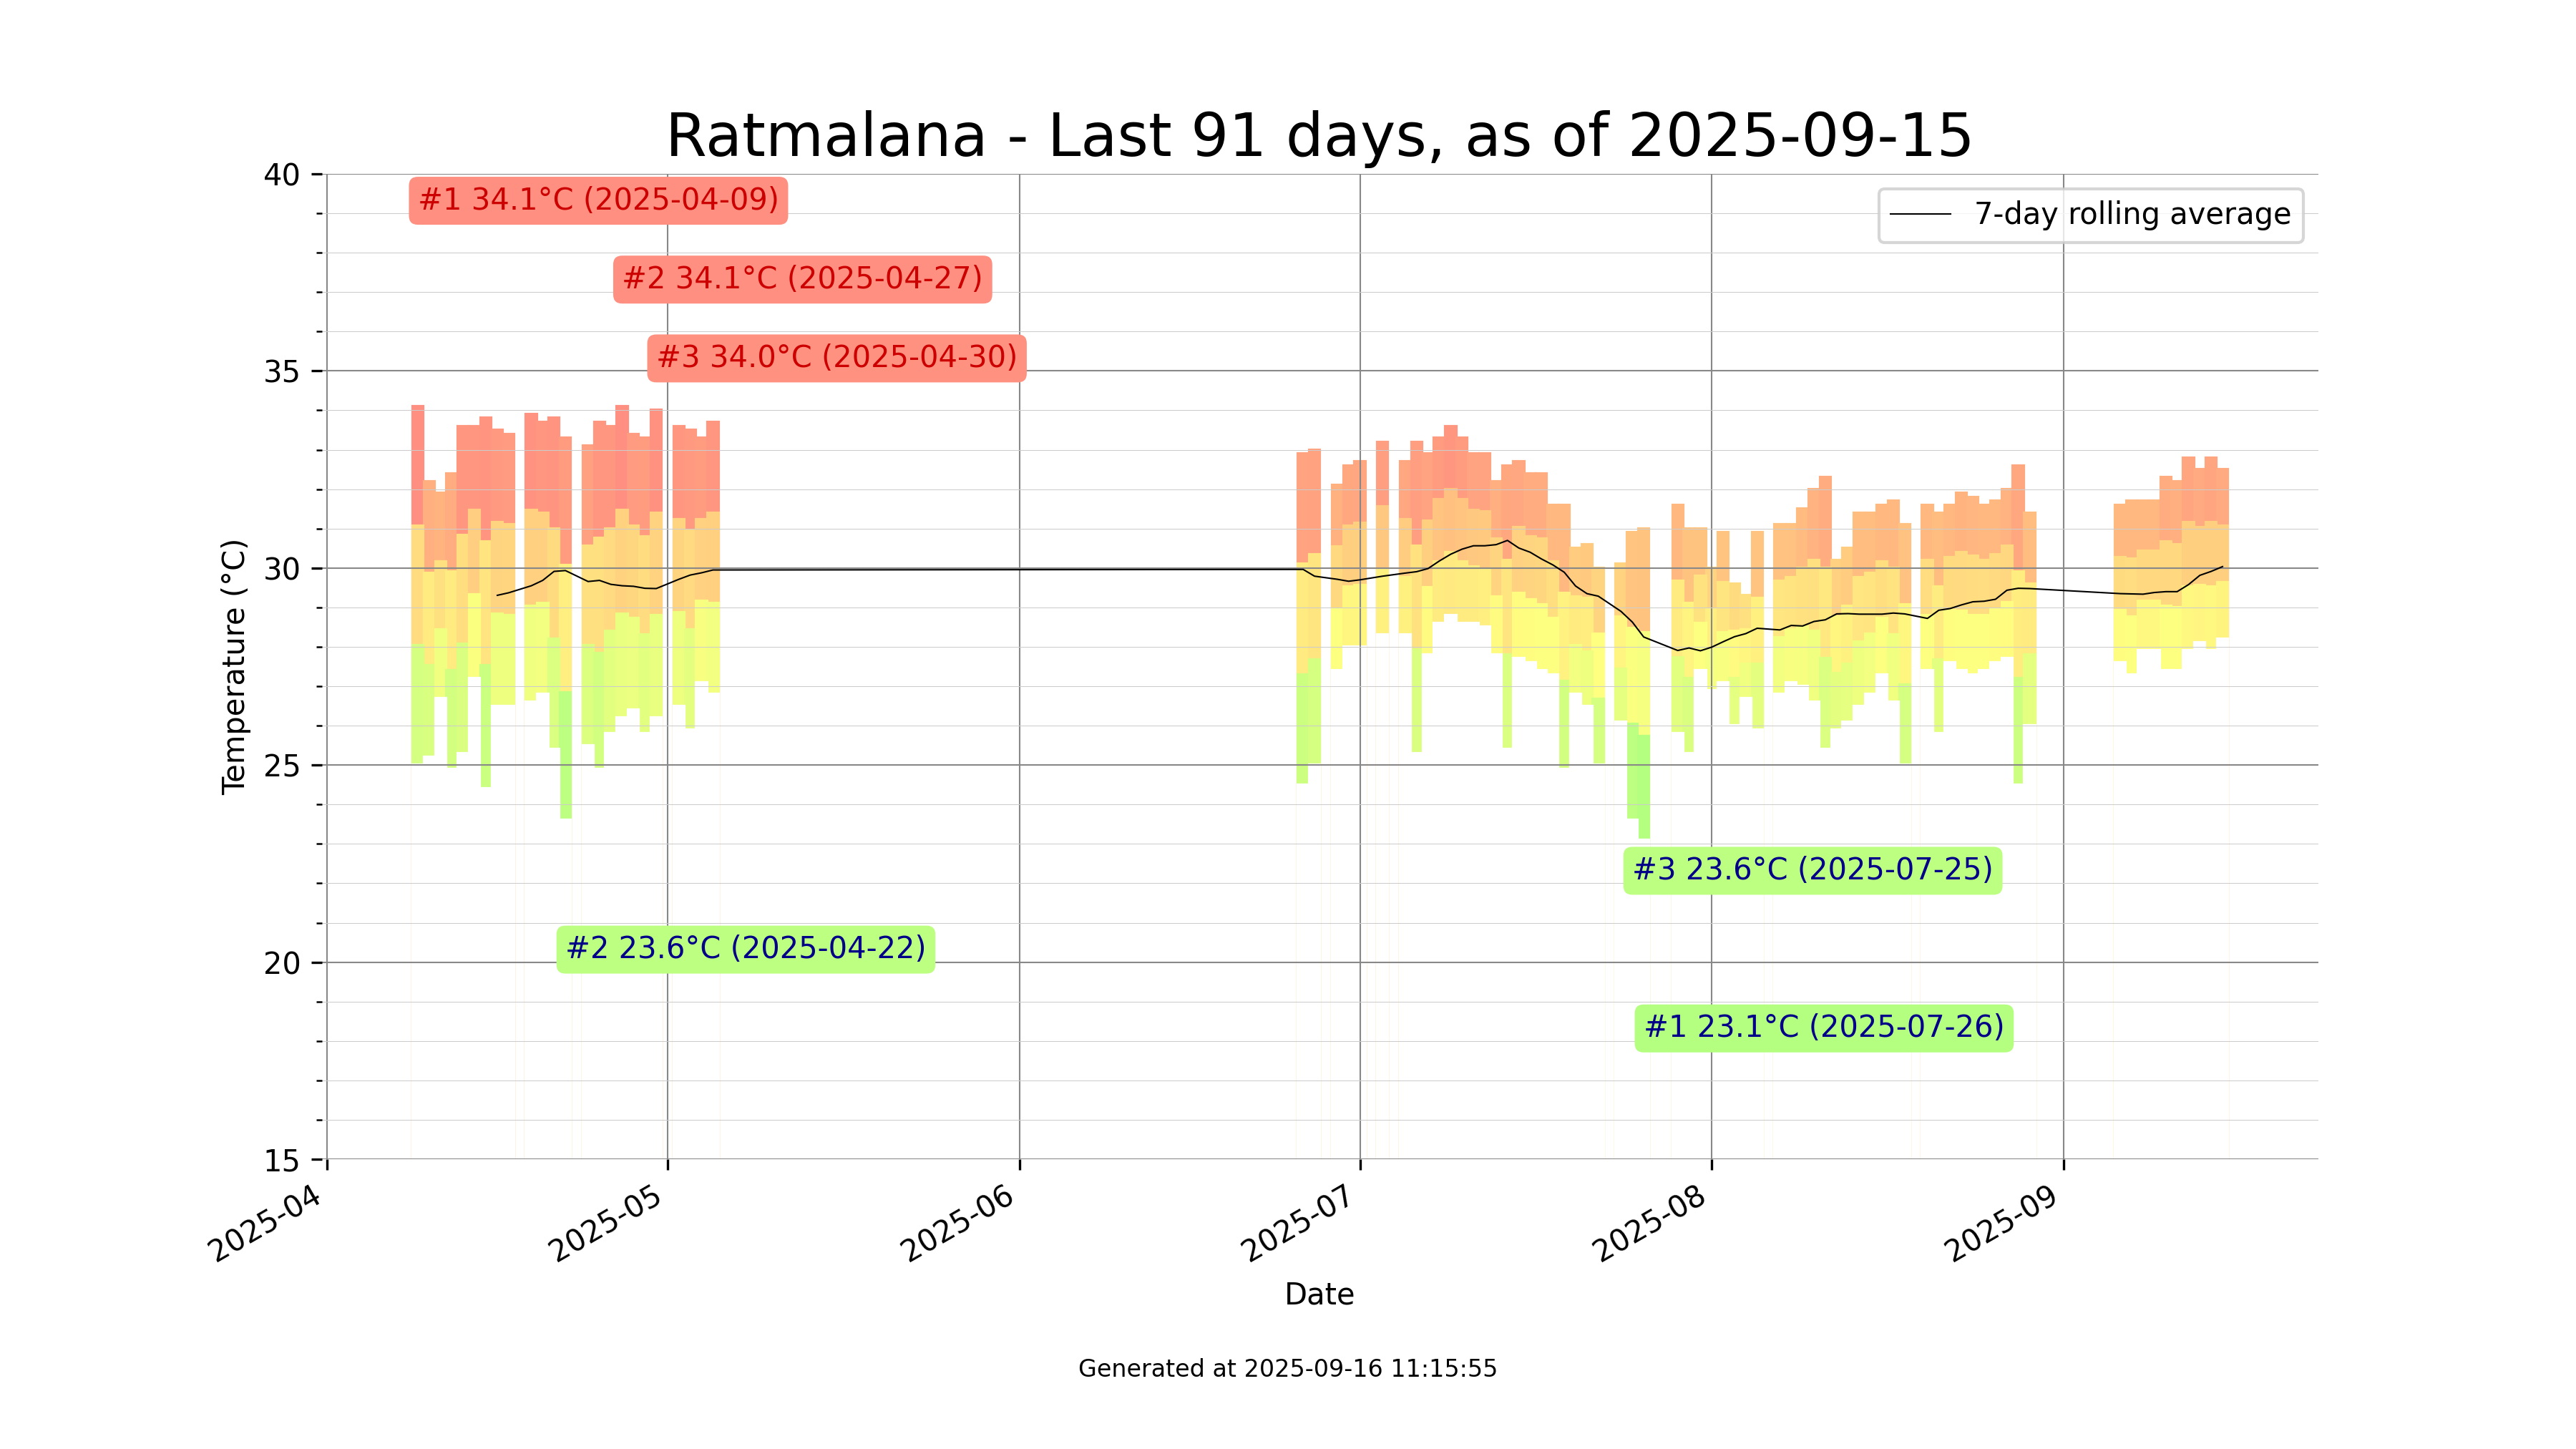 Ratmalana - Last 91 days, as of 2025-09-15
40
35
30
25
20
15
Temperature (°C)
#1 34.1°C (2025-04-09)
#2 34.1°C (2025-04-27)
#3 34.0°C (2025-04-30)
7-day rolling average
#3 23.6°C (2025-07-25)
#2 23.6°C (2025-04-22)
#1 23.1°C (2025-07-26)
2025-04
2025-05
2025-06
2025-07
2025-08
2025-09
Date
Generated at 2025-09-16 11:15:55